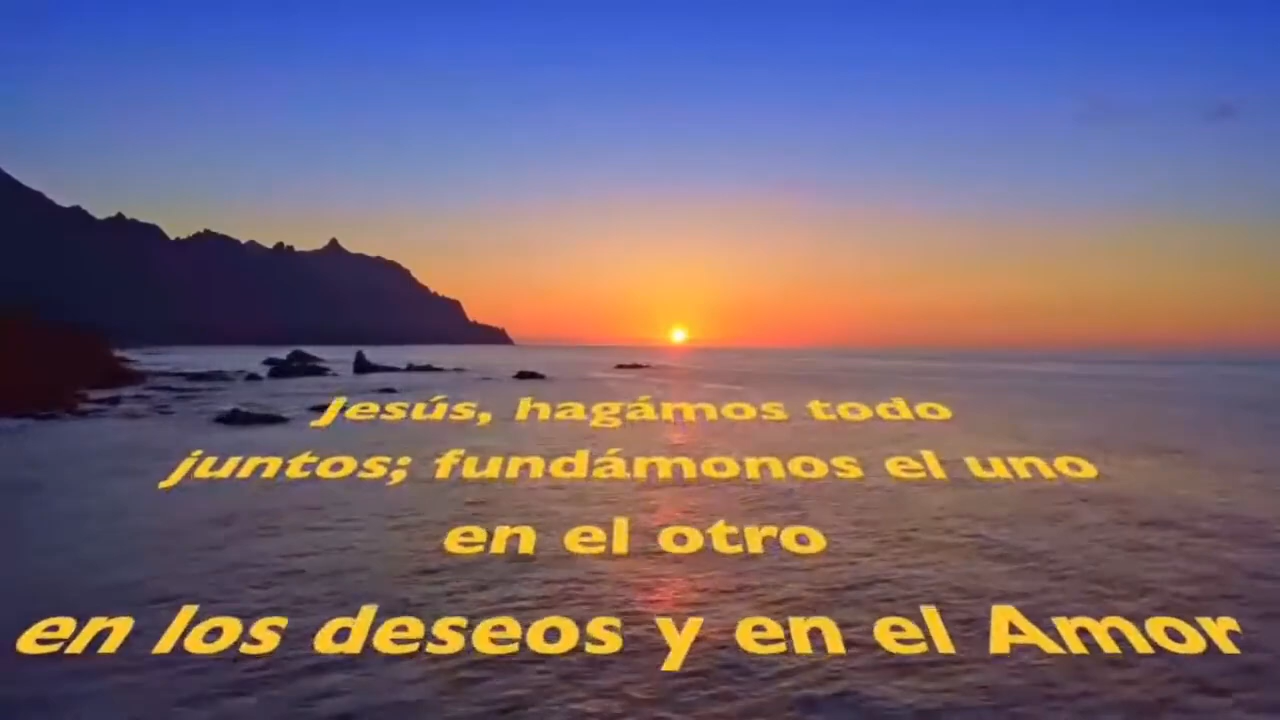 Jesús, hagámos todo
juntos; fundámonos el uno
en el otro
en los deseos y en el Amor